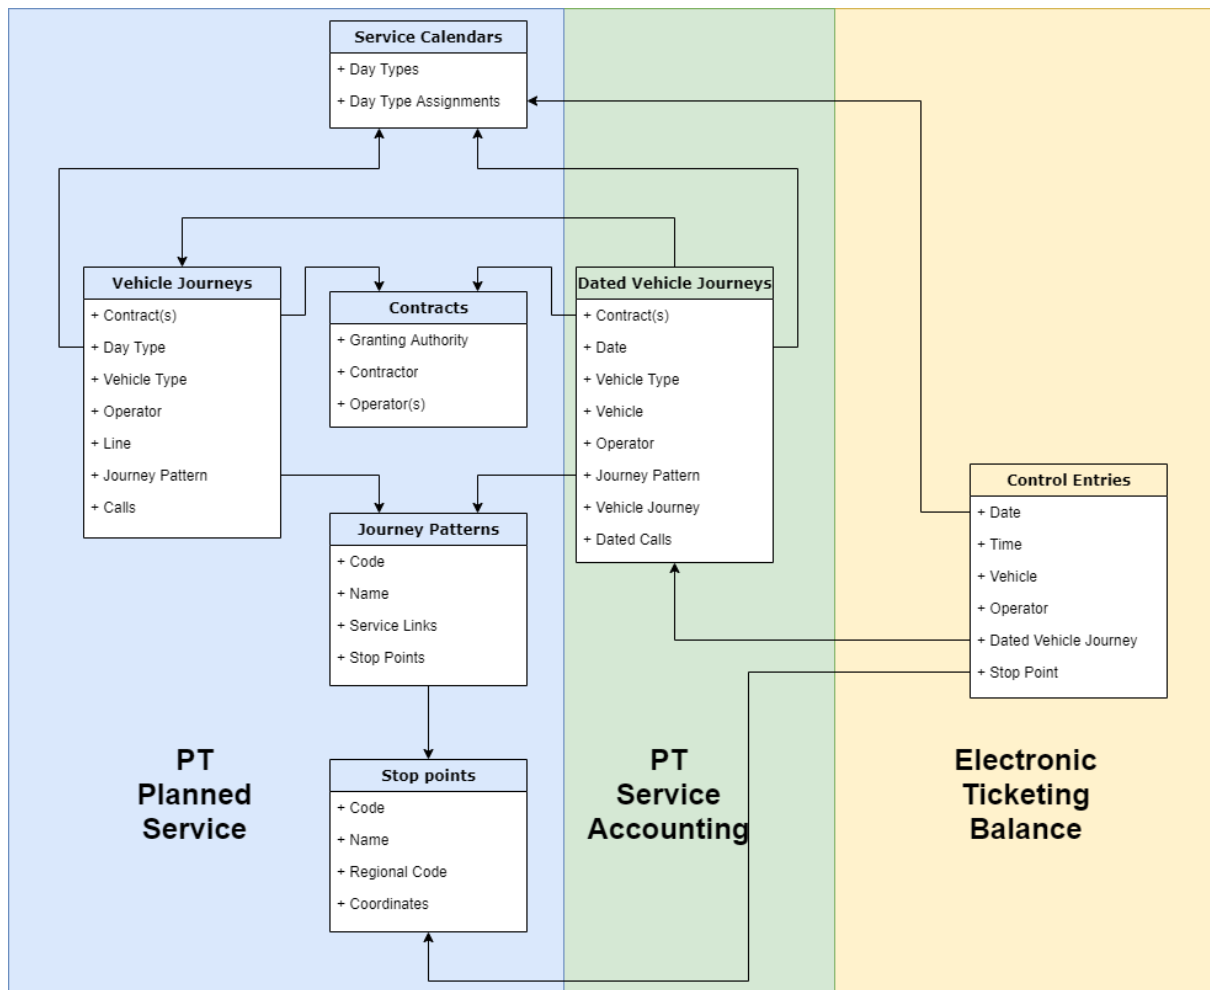 Service Calendars
+ Day Types
+ Day Type Assignments
Vehicle Journeys
+ Contract(s)
+ Day Type
+ Vehicle Type
+ Operator
+ Line
+ Journey Pattern
+ Calls
Contracts
+ Granting Authority
+ Contractor
+ Operator(s)
Dated Vehicle Journeys
+ Contract(s)
+ Date
+ Vehicle Type
+ Vehicle
+ Operator
+ Journey Pattern
+ Vehicle Journey
+ Dated Calls
Control Entries
+ Date
+ Time
+ Vehicle
+ Operator
+ Dated Vehicle Journey
+ Stop Point
Journey Patterns
+ Code
+ Name
+ Service Links
+ Stop Points
Stop points
+ Code
+ Name
+ Regional Code
+ Coordinates
PT
Planned
Service
PT
Service
Accounting
Electronic
Ticketing
Balance